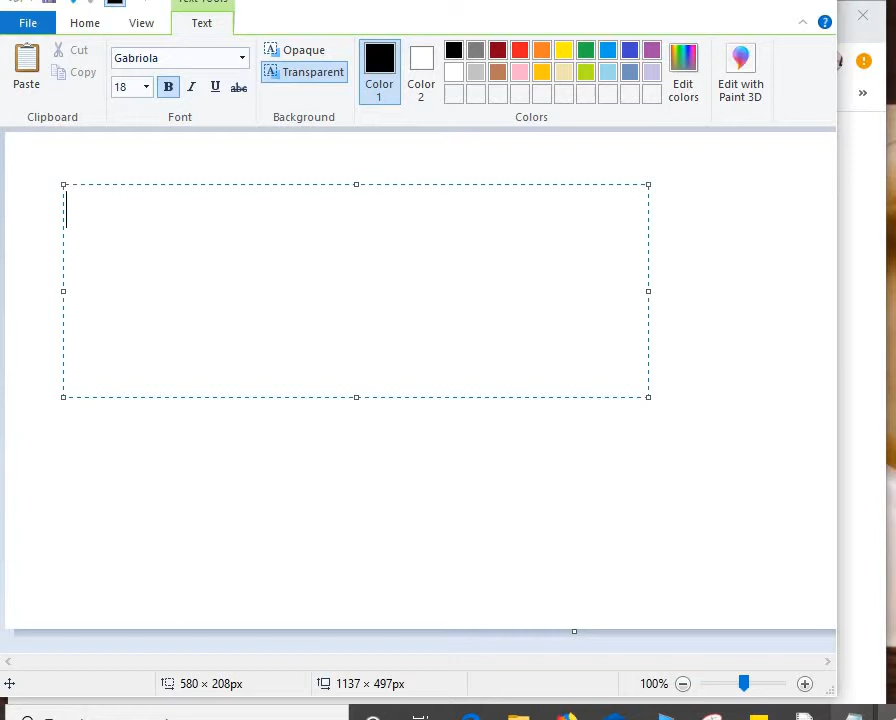 Text Tools
File Home View Text
Paste Cut Copy
Clipboard
Gabriola
18 B I U abc
Font
Opaque
Transparent
Background
Color 1
Color 2
Edit colors
Colors
Edit with Paint 3D
580 × 208px 1137 × 497px 100%